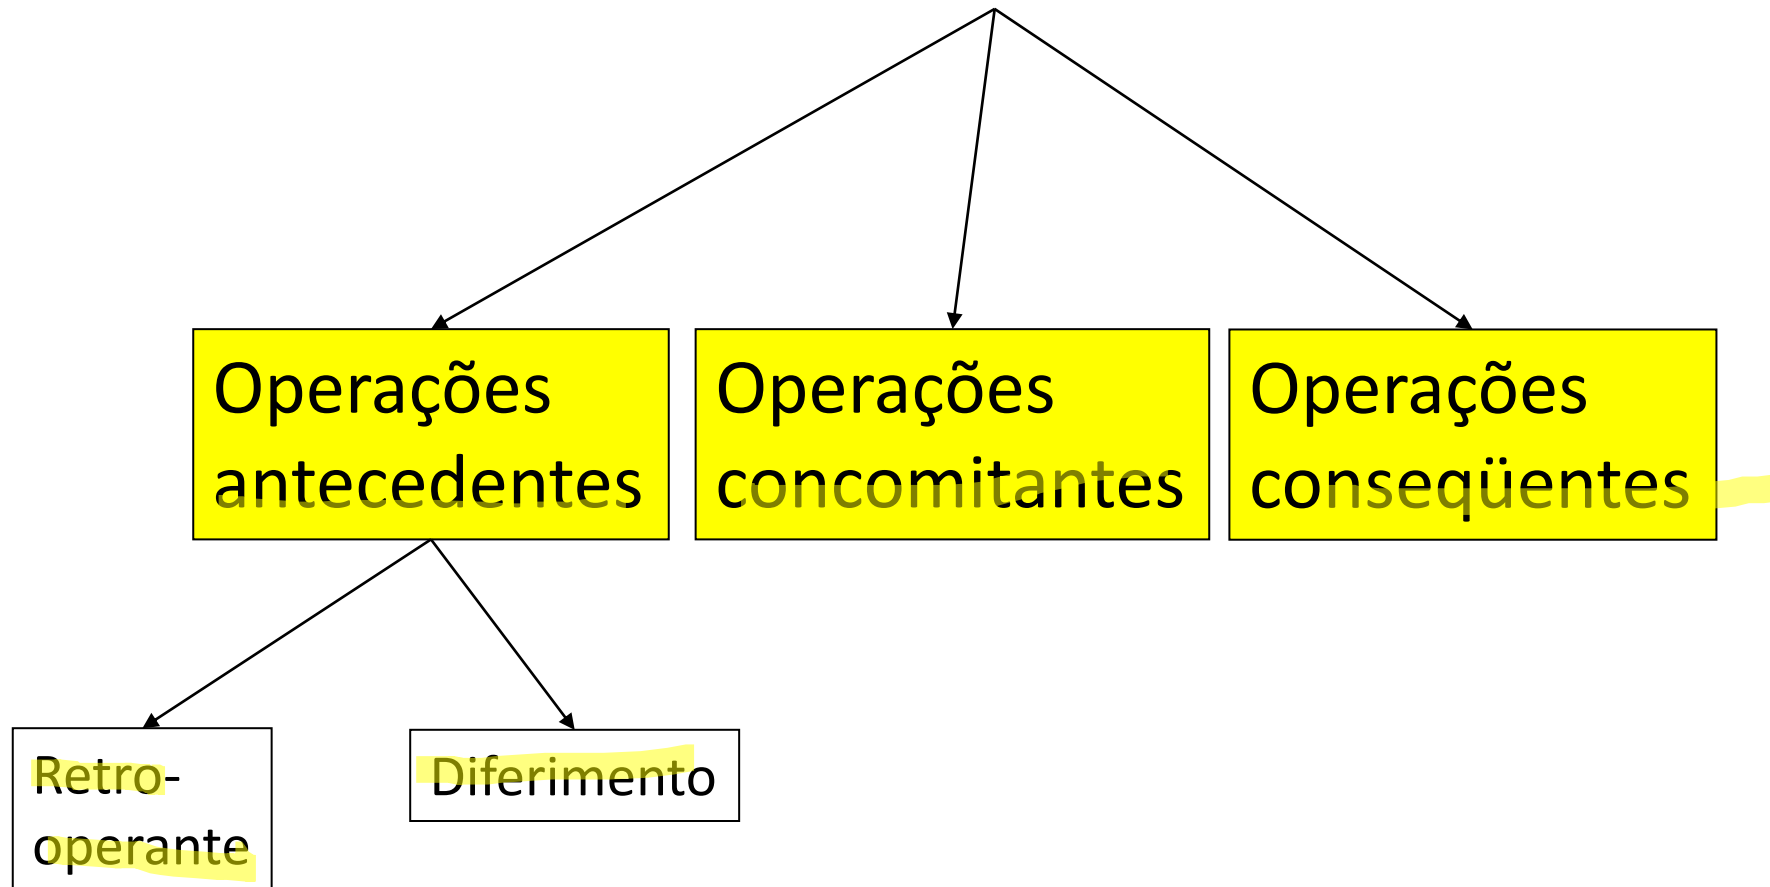 Operações
antecedentes
Operações
concomitantes
Operações
conseqüentes
Retro-
operante
Diferimento